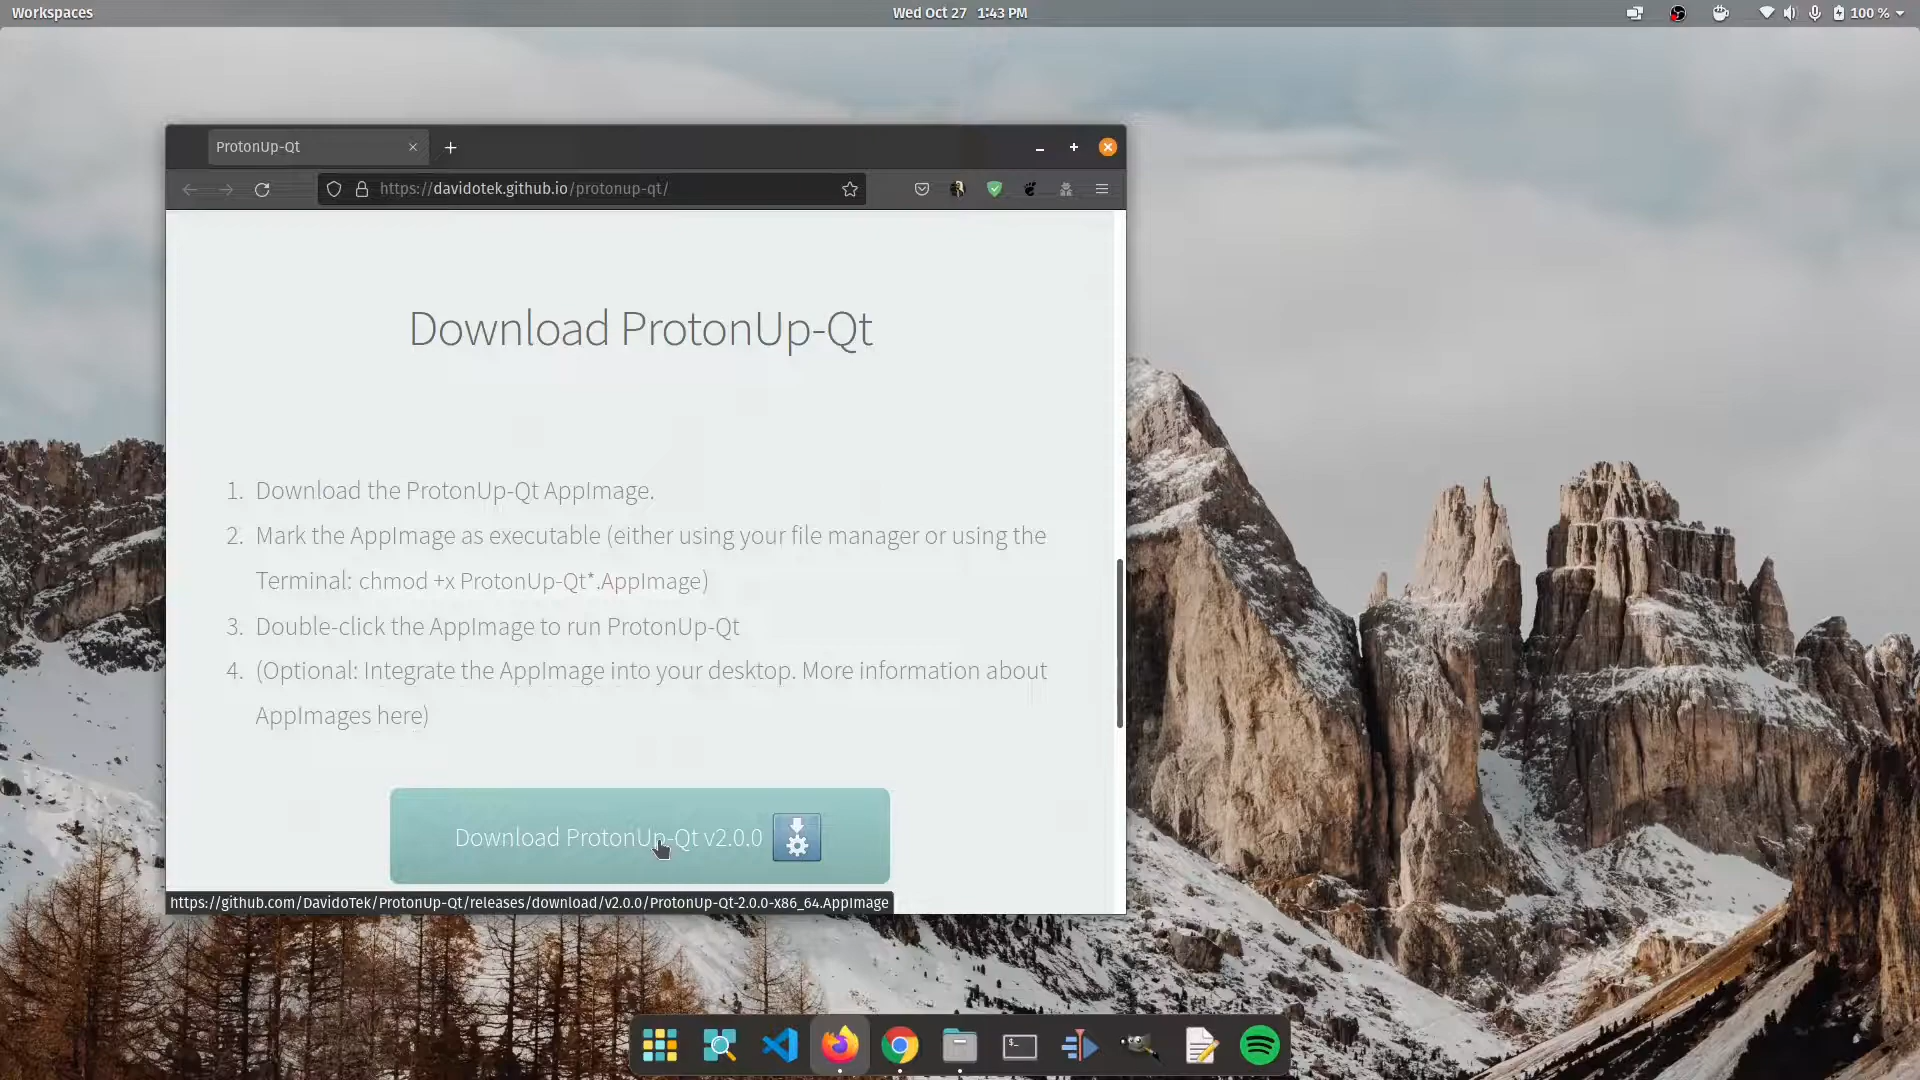 Workspaces
Wed Oct 27 1:43 PM
100 %
ProtonUp-Qt
https://davidotek.github.io/protonup-qt/
Download ProtonUp-Qt
1. Download the ProtonUp-Qt AppImage.
2. Mark the AppImage as executable (either using your file manager or using the
Terminal: chmod +x ProtonUp-Qt*.AppImage)
3. Double-click the AppImage to run ProtonUp-Qt
4. (Optional: Integrate the AppImage into your desktop. More information about
AppImages here)
Download ProtonUp-Qt v2.0.0
https://github.com/DavidoTek/ProtonUp-Qt/releases/download/v2.0.0/ProtonUp-Qt-2.0.0-x86_64.AppImage